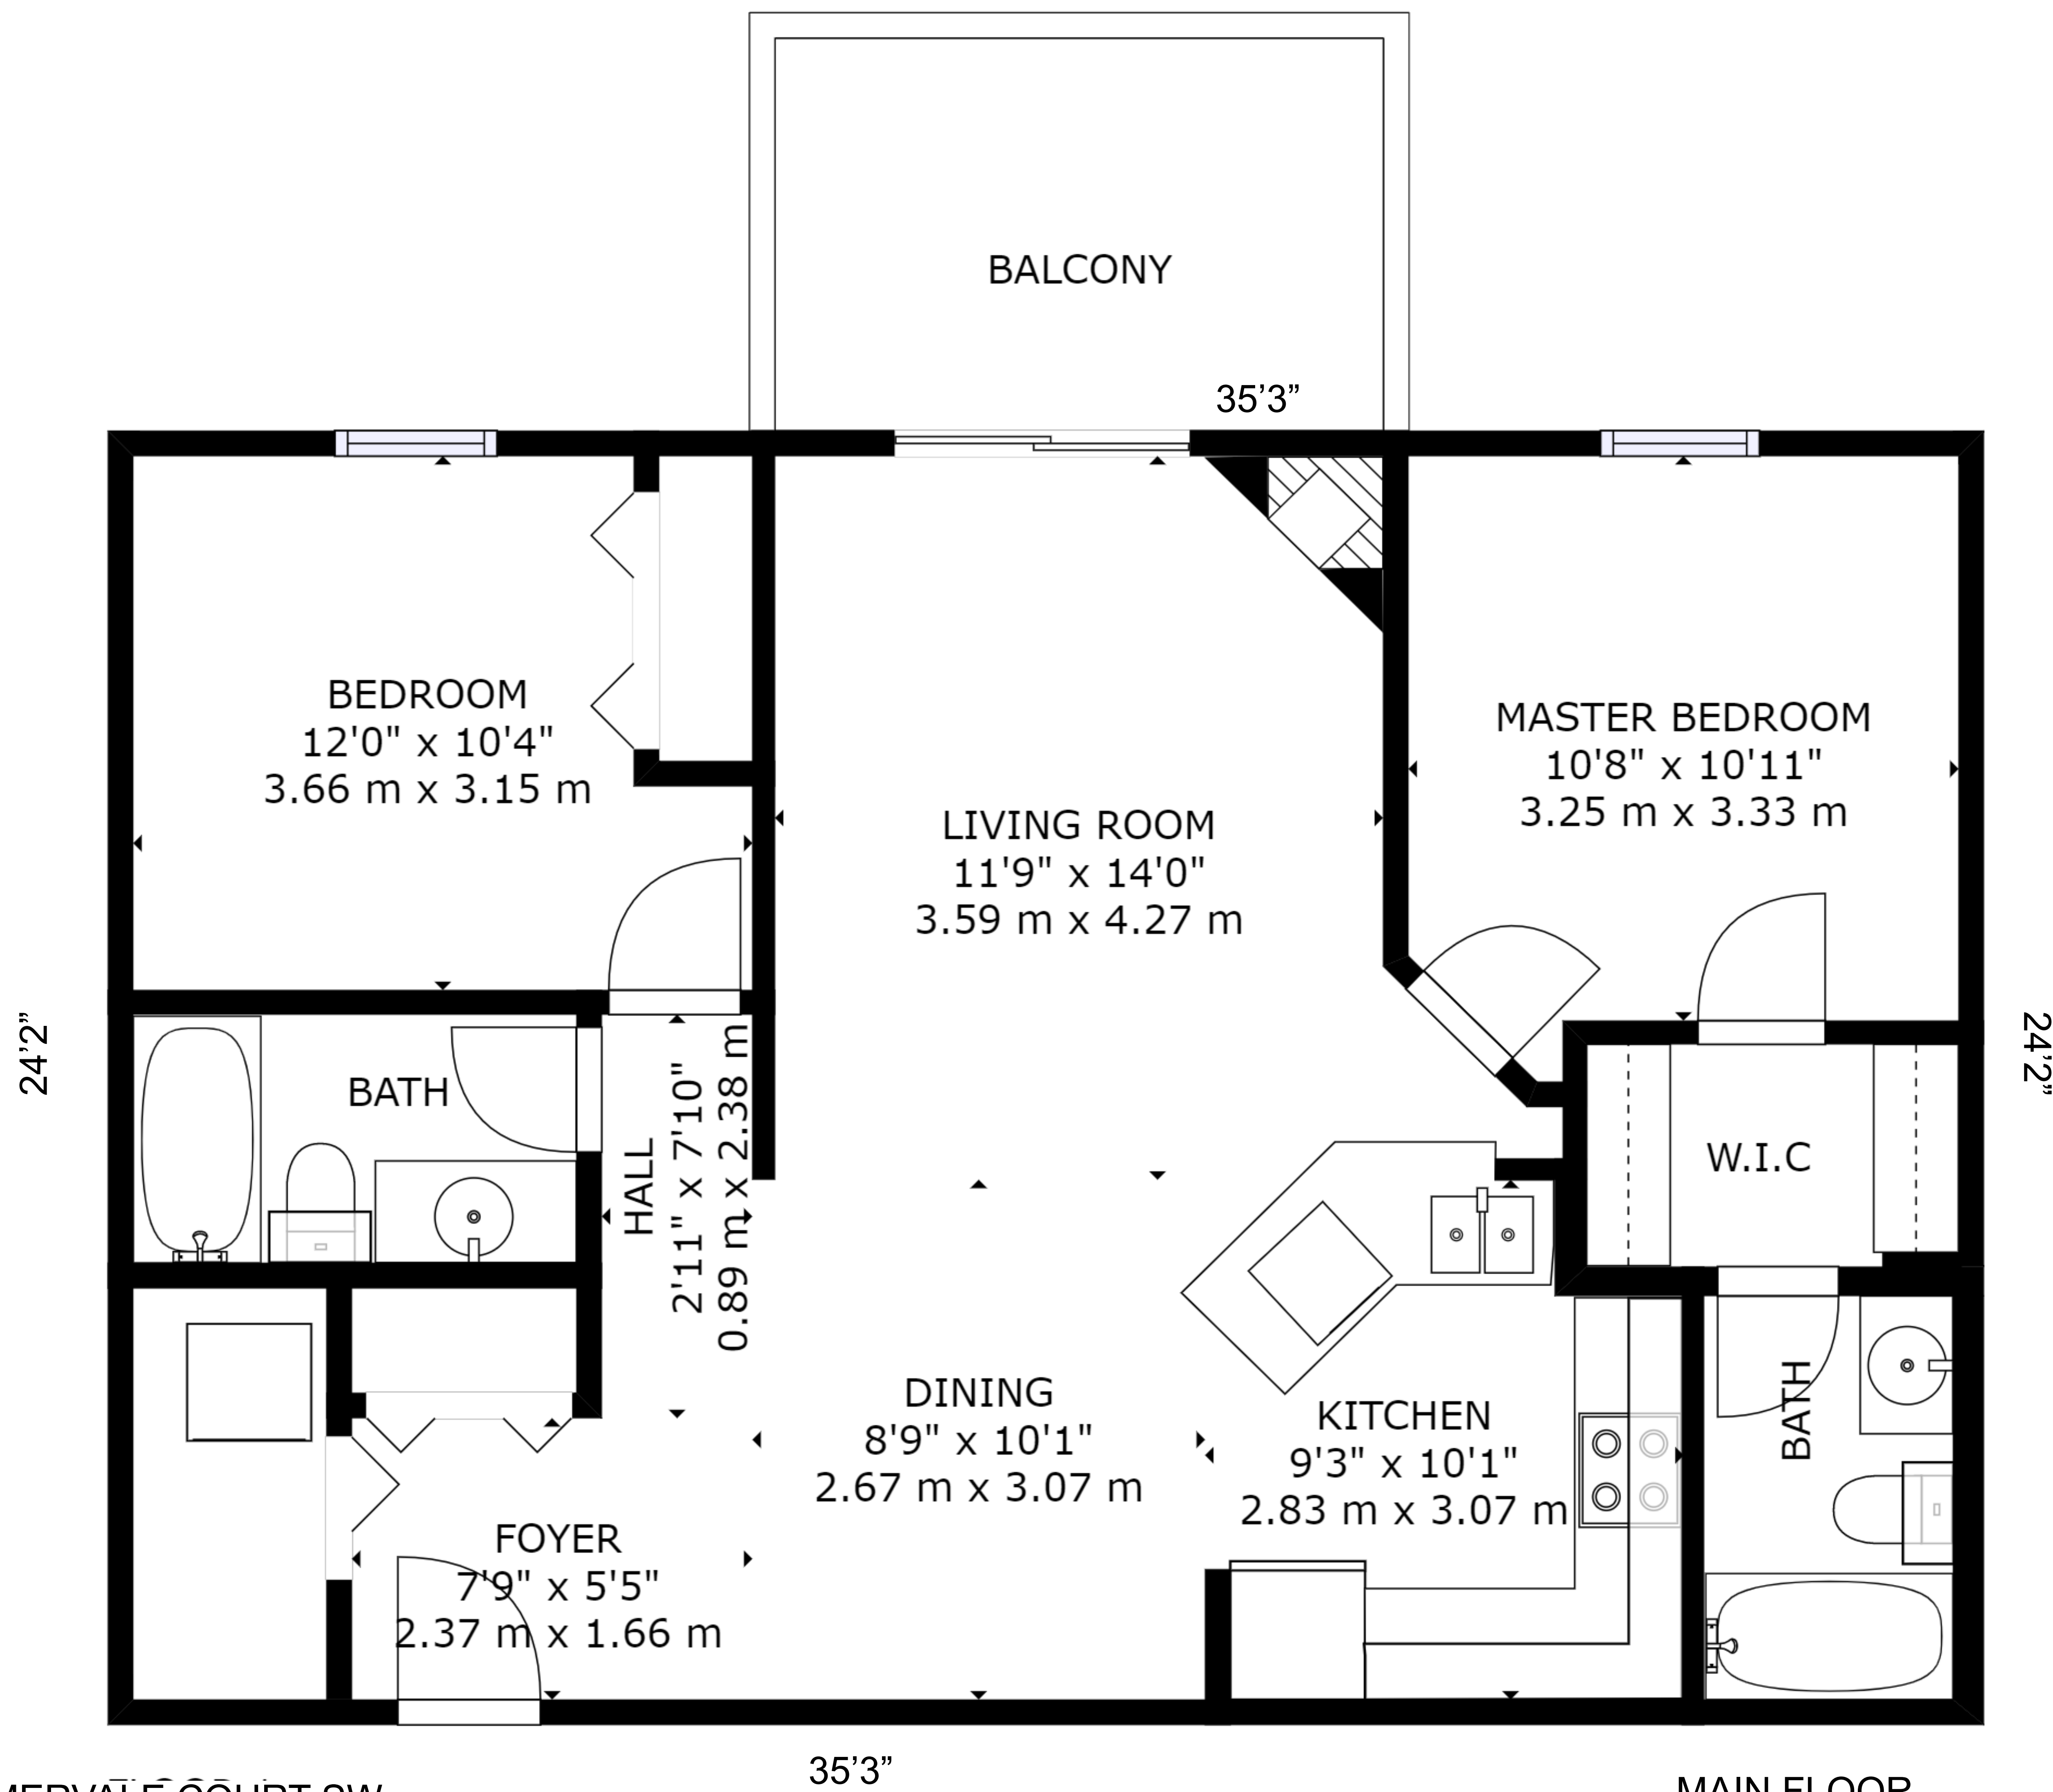 BALCONY
35’3”
BEDROOM
12'0" x 10'4"
3.66 m x 3.15 m
MASTER BEDROOM
10'8" x 10'11"
3.25 m x 3.33 m
LIVING ROOM
11'9" x 14'0"
3.59 m x 4.27 m
24’2”
24’2”
BATH
HALL
2'11" x 7'10"
0.89 m x 2.38 m
W.I.C
DINING
8'9" x 10'1"
2.67 m x 3.07 m
KITCHEN
9'3" x 10'1"
2.83 m x 3.07 m
BATH
FOYER
7'9" x 5'5"
2.37 m x 1.66 m
35’3”
COURT SW
MAIN FLOOR